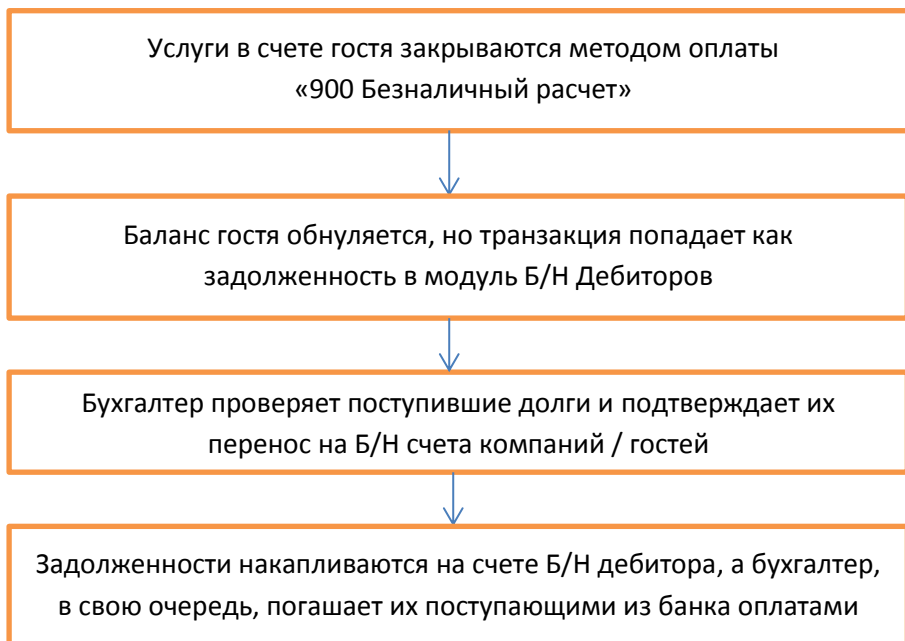 Услуги в счете гостя закрываются методом оплаты
«900 Безналичный расчет»
Баланс гостя обнуляется, но транзакция попадает как
задолженность в модуль Б/Н Дебиторов
Бухгалтер проверяет поступившие долги и подтверждает их
перенос на Б/Н счета компаний / гостей
Задолженности накапливаются на счете Б/Н дебитора, а бухгалтер,
в свою очередь, погашает их поступающими из банка оплатами